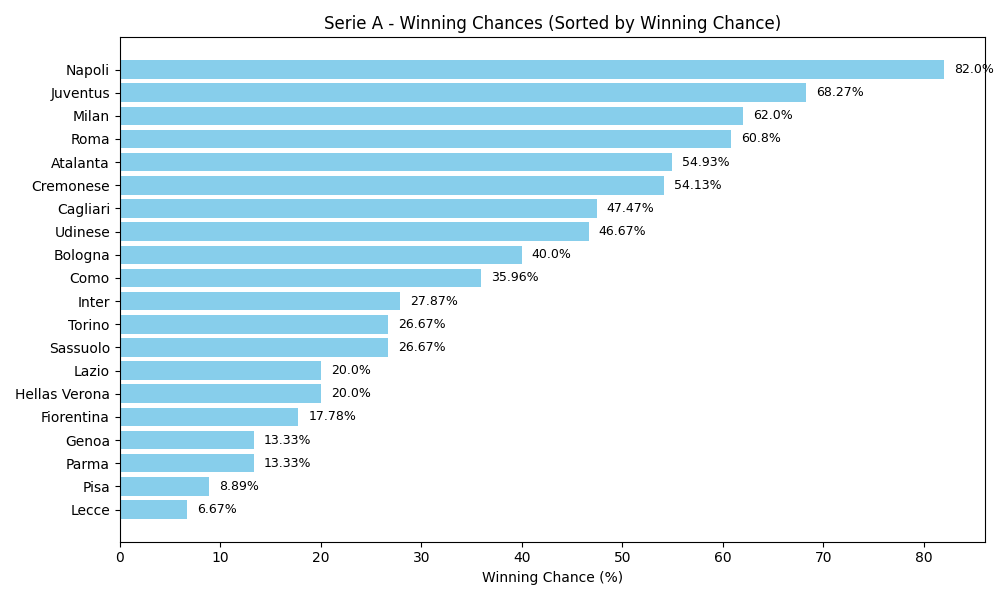 Serie A - Winning Chances (Sorted by Winning Chance)
Napoli 82.0%
Juventus 68.27%
Milan 62.0%
Roma 60.8%
Atalanta 54.93%
Cremonese 54.13%
Cagliari 47.47%
Udinese 46.67%
Bologna 40.0%
Como 35.96%
Inter 27.87%
Torino 26.67%
Sassuolo 26.67%
Lazio 20.0%
Hellas Verona 20.0%
Fiorentina 17.78%
Genoa 13.33%
Parma 13.33%
Pisa 8.89%
Lecce 6.67%
0 10 20 30 40 50 60 70 80
Winning Chance (%)